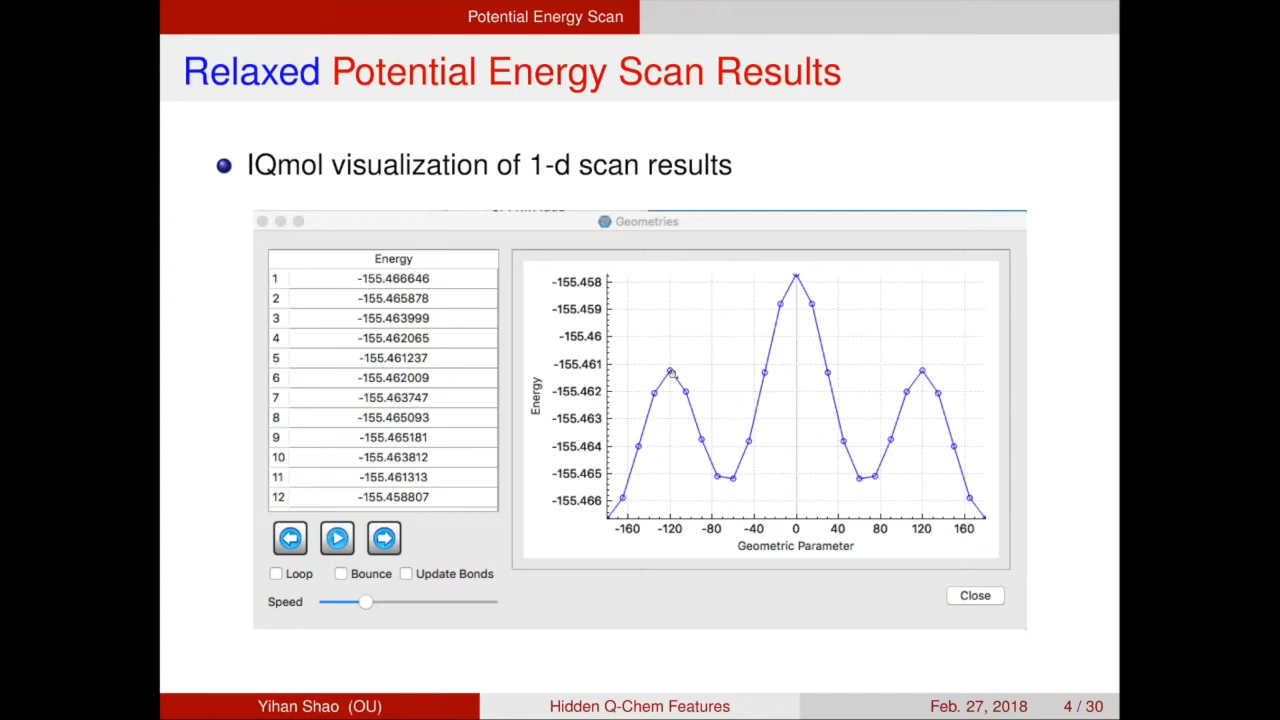 Potential Energy Scan
Relaxed Potential Energy Scan Results
IQmol visualization of 1-d scan results
Geometries
Energy
1 -155.466646
2 -155.465878
3 -155.463999
4 -155.462065
5 -155.461237
6 -155.462009
7 -155.463747
8 -155.465093
9 -155.465181
10 -155.463812
11 -155.461313
12 -155.458807
Loop Bounce Update Bonds
Speed
Energy
-155.458
-155.459
-155.46
-155.461
-155.462
-155.463
-155.464
-155.465
-155.466
-160 -120 -80 -40 0 40 80 120 160
Geometric Parameter
Close
Yihan Shao (OU) Hidden Q-Chem Features Feb. 27, 2018 4 / 30